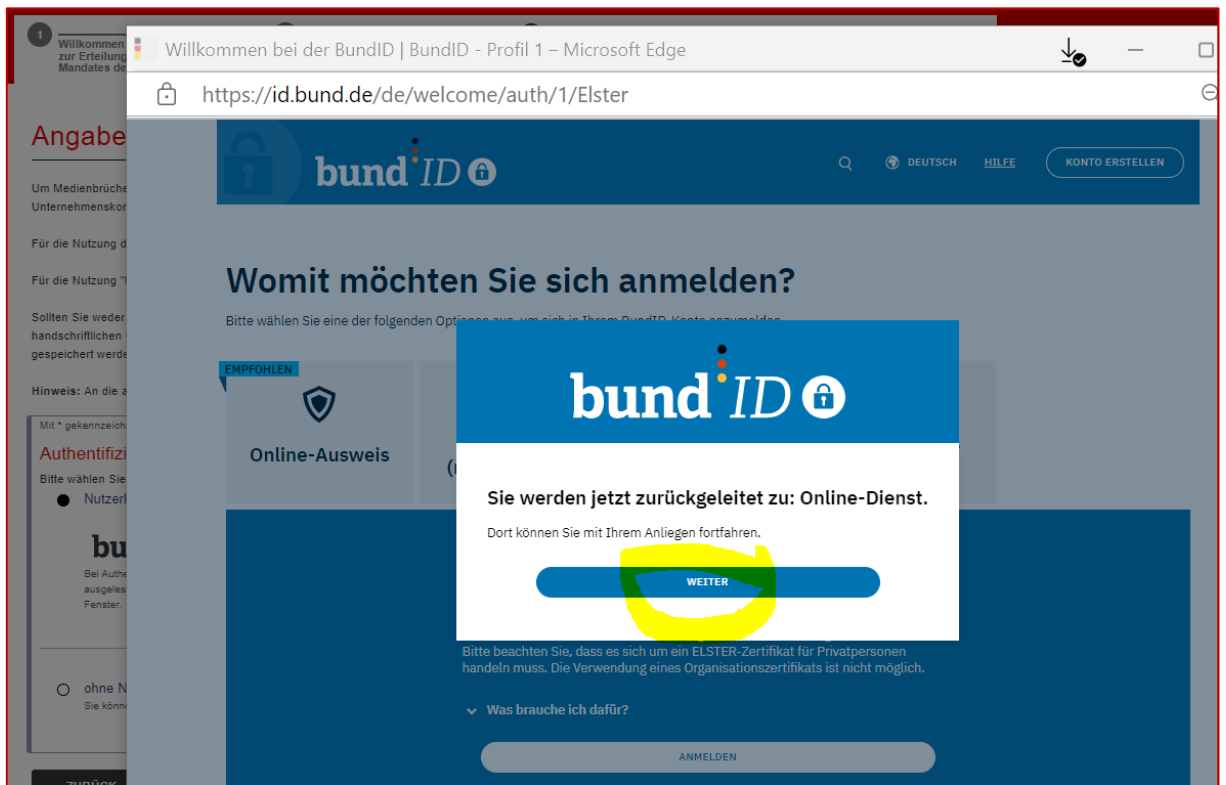 1
Willkommen
zur Erteilung
Mandates de
Willkommen bei der BundID | BundID - Profil 1 – Microsoft Edge
https://id.bund.de/de/welcome/auth/1/Elster
Angabe
Um Medienbrüche
Unternehmenskon
Für die Nutzung d
Für die Nutzung "
Sollten Sie weder
handschriftlichen
gespeichert werde
Hinweis: An die a
Mit * gekennzeich
Authentifizi
Bitte wählen Sie
Nutzer
bu
Bei Authe
ausgeles
Fenster.
ohne N
Sie könne
ZURÜCK
bund ID
DEUTSCH
HILFE
KONTO ERSTELLEN
Womit möchten Sie sich anmelden?
Bitte wählen Sie eine der folgenden Optionen aus, um sich in Ihrem BundID-Konto anzumelden
EMPFOHLEN
Online-Ausweis
bund ID
Sie werden jetzt zurückgeleitet zu: Online-Dienst.
Dort können Sie mit Ihrem Anliegen fortfahren.
WEITER
Bitte beachten Sie, dass es sich um ein ELSTER-Zertifikat für Privatpersonen
handeln muss. Die Verwendung eines Organisationszertifikats ist nicht möglich.
Was brauche ich dafür?
ANMELDEN